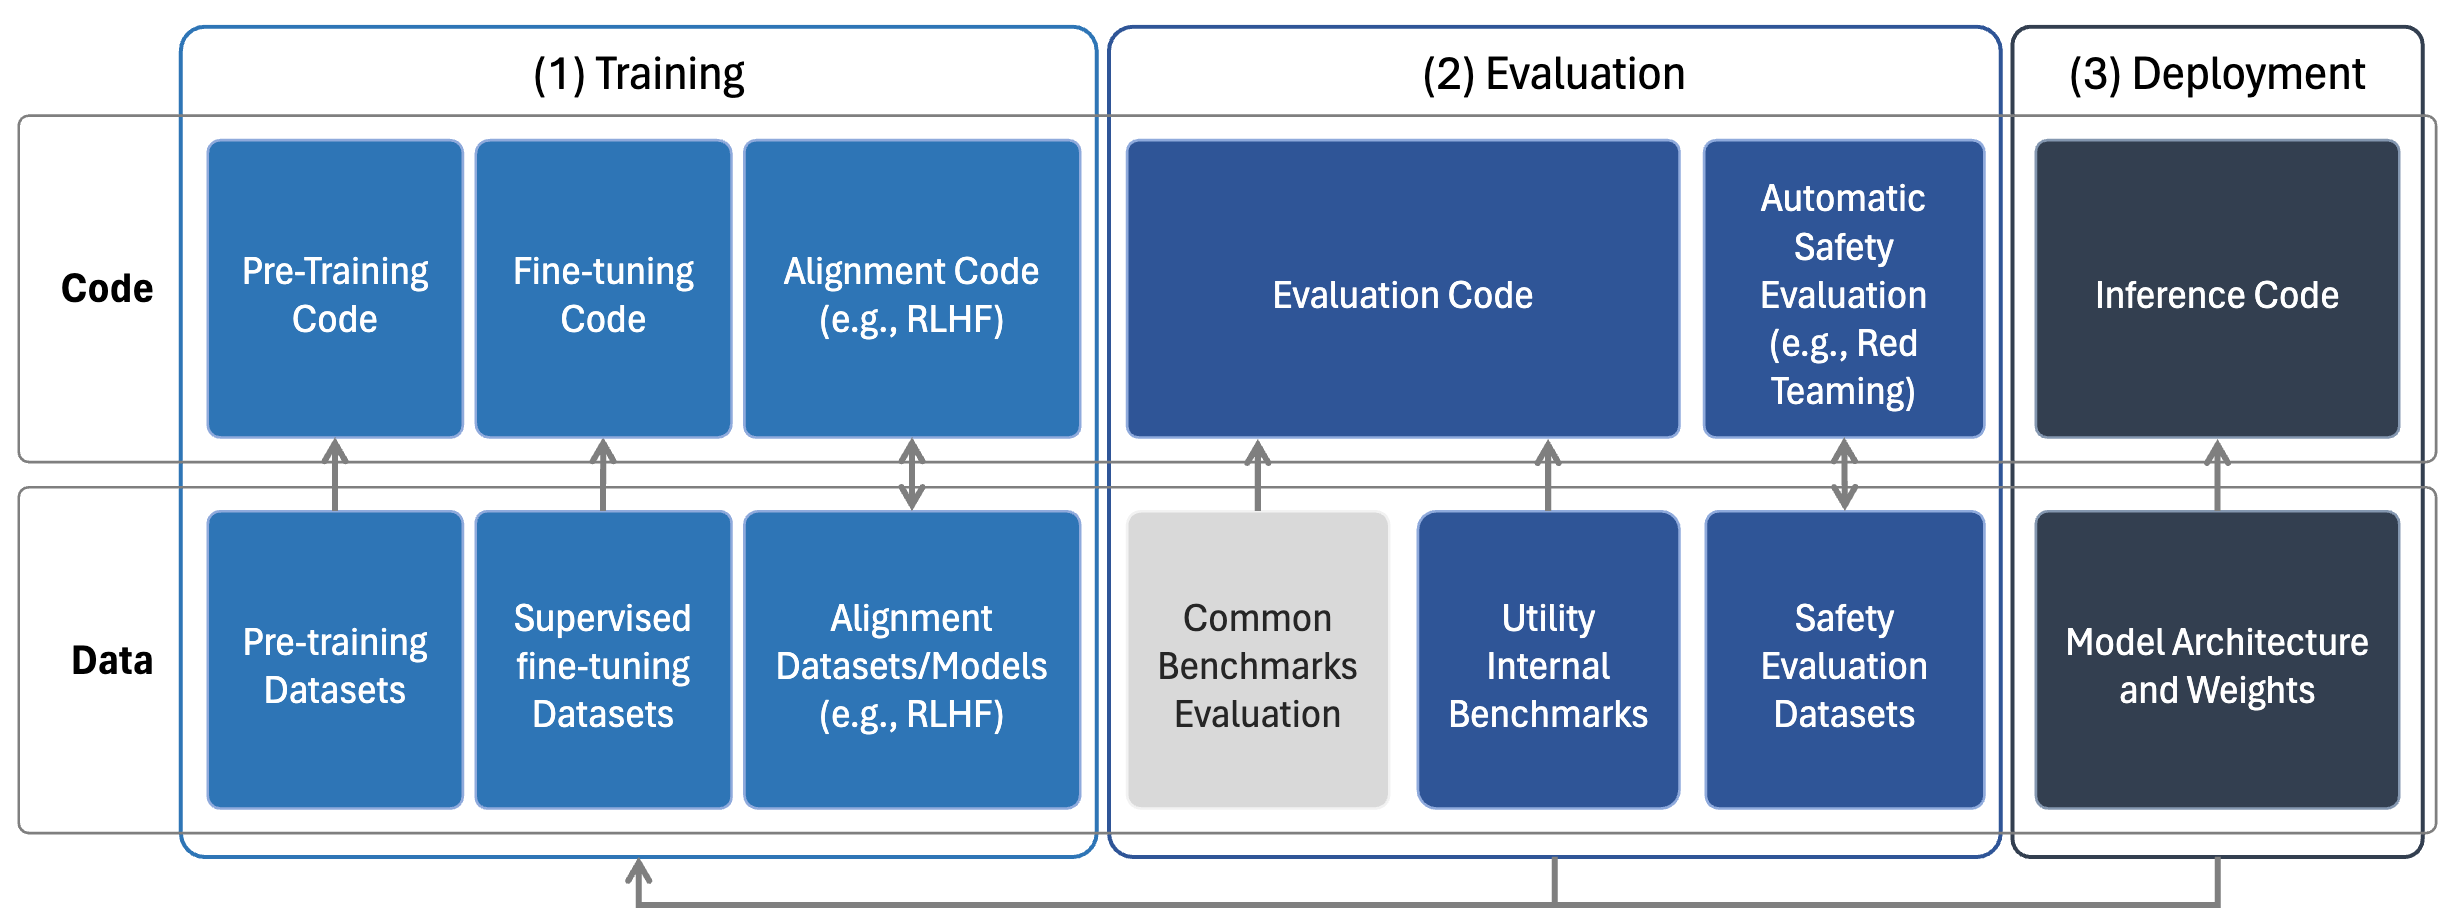 (1) Training
(2) Evaluation
(3) Deployment
Code
Pre-Training
Code
Fine-tuning
Code
Alignment Code
(e.g., RLHF)
Evaluation Code
Automatic
Safety
Evaluation
(e.g., Red
Teaming)
Inference Code
Data
Pre-training
Datasets
Supervised
fine-tuning
Datasets
Alignment
Datasets/Models
(e.g., RLHF)
Common
Benchmarks
Evaluation
Utility
Internal
Benchmarks
Safety
Evaluation
Datasets
Model Architecture
and Weights